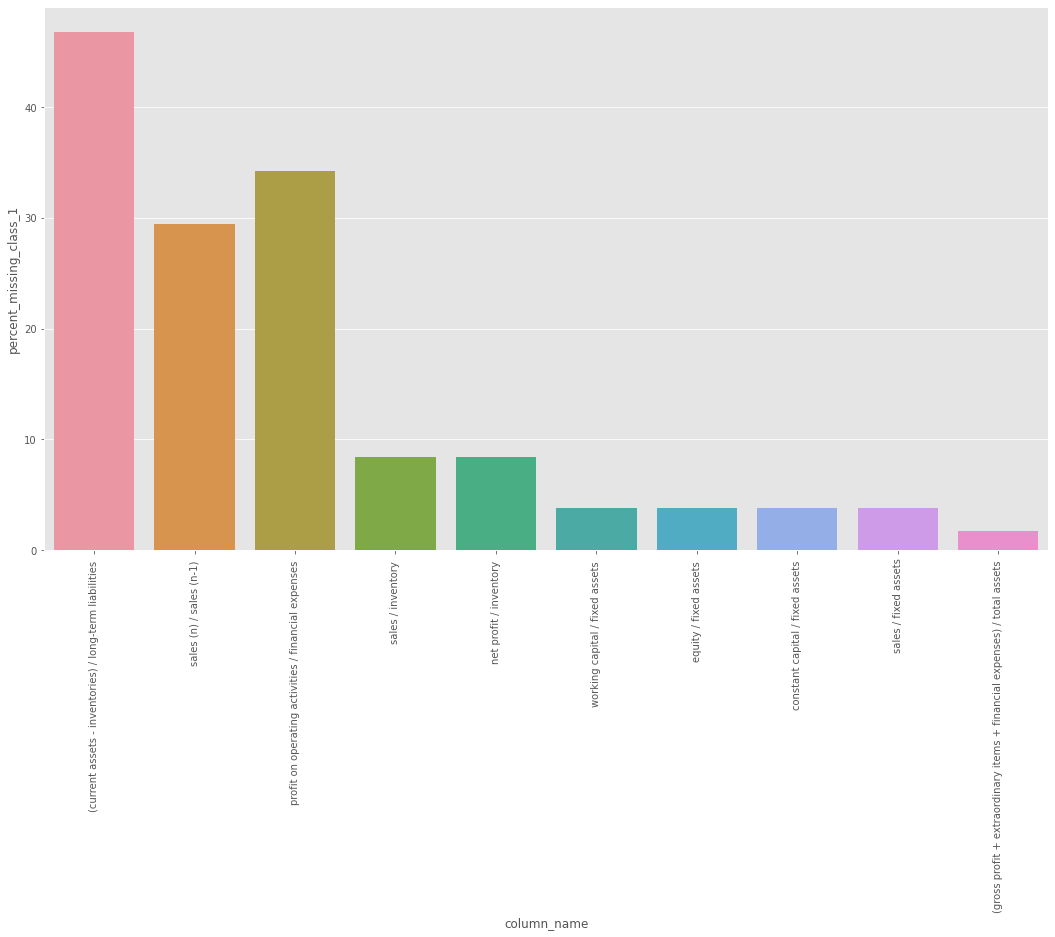 percent_missing_class_1
40
30
20
10
0
(current assets - inventories) / long-term liabilities
sales (n) / sales (n-1)
profit on operating activities / financial expenses
sales / inventory
net profit / inventory
working capital / fixed assets
equity / fixed assets
constant capital / fixed assets
sales / fixed assets
(gross profit + extraordinary items + financial expenses) / total assets
column_name